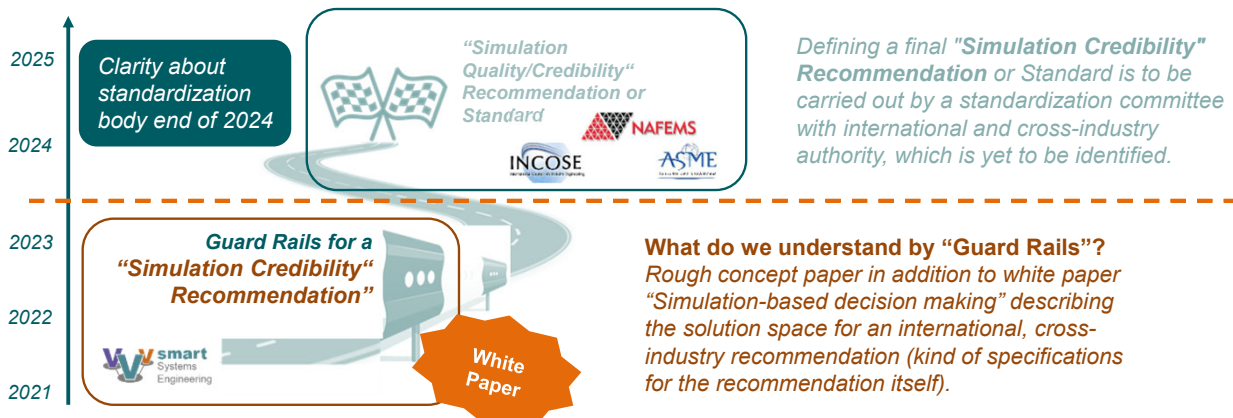 2025
2024
2023
2022
2021
Clarity about
standardization
body end of 2024
“Simulation
Quality/Credibility“
Recommendation or
Standard
NAFEMS
INCOSE
ASME
Defining a final "Simulation Credibility"
Recommendation or Standard is to be
carried out by a standardization committee
with international and cross-industry
authority, which is yet to be identified.
Guard Rails for a
“Simulation Credibility“
Recommendation”
smart
Systems
Engineering
White
Paper
What do we understand by “Guard Rails”?
Rough concept paper in addition to white paper
“Simulation-based decision making” describing
the solution space for an international, cross-
industry recommendation (kind of specifications
for the recommendation itself).